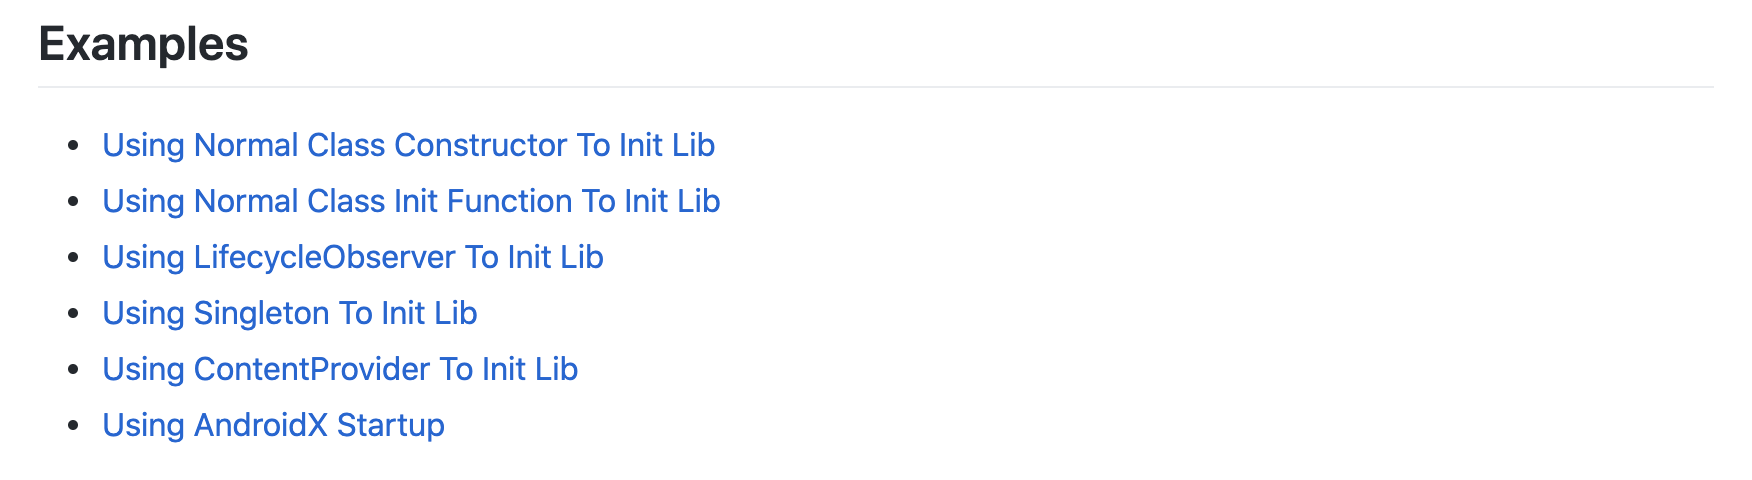 Examples
Using Normal Class Constructor To Init Lib
Using Normal Class Init Function To Init Lib
Using LifecycleObserver To Init Lib
Using Singleton To Init Lib
Using ContentProvider To Init Lib
Using AndroidX Startup